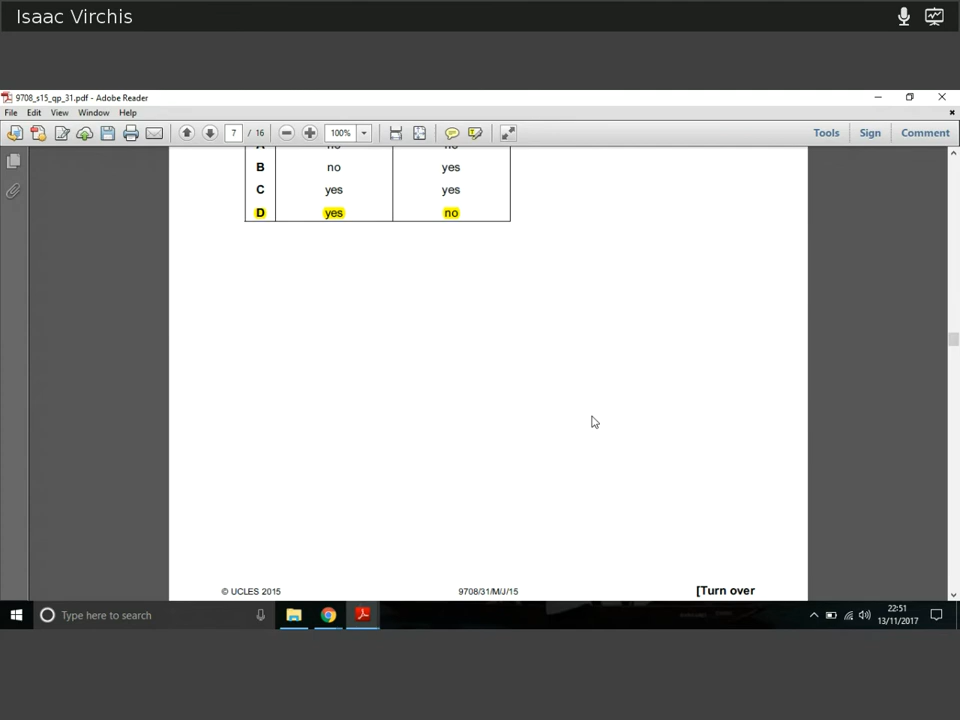 Isaac Virchis
9708_s15_qp_31.pdf - Adobe Reader
File Edit View Window Help
7 / 16 100% Tools Sign Comment
A no no
B no yes
C yes yes
D yes no
© UCLES 2015 9708/31/M/J/15 [Turn over
Type here to search 22:51
13/11/2017